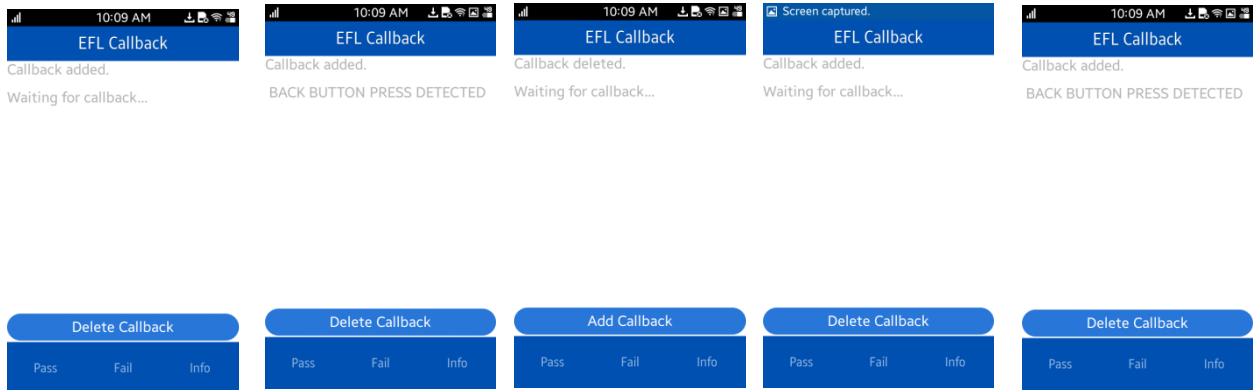 10:09 AM
EFL Callback
Callback added.
Waiting for callback...
Delete Callback
Pass Fail Info
10:09 AM
EFL Callback
Callback added.
BACK BUTTON PRESS DETECTED
Delete Callback
Pass Fail Info
10:09 AM
EFL Callback
Callback deleted.
Waiting for callback...
Add Callback
Pass Fail Info
Screen captured.
EFL Callback
Callback added.
Waiting for callback...
Delete Callback
Pass Fail Info
10:09 AM
EFL Callback
Callback added.
BACK BUTTON PRESS DETECTED
Delete Callback
Pass Fail Info